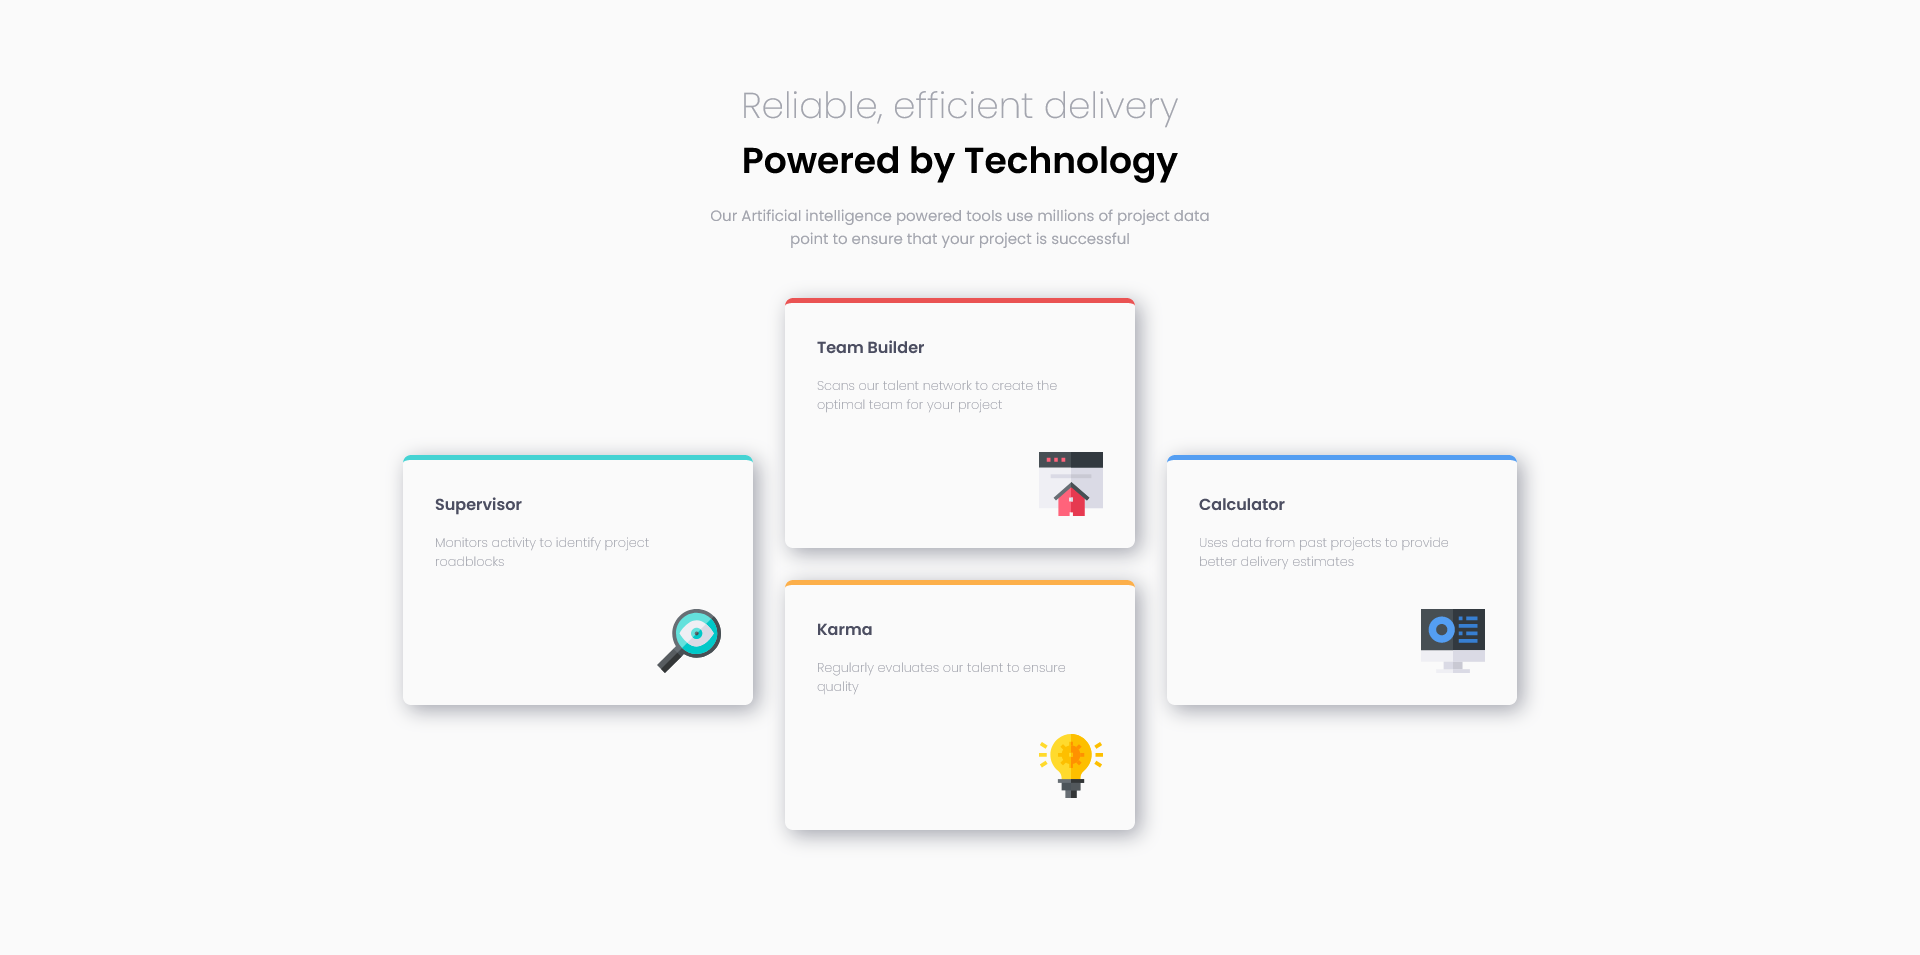 Reliable, efficient delivery
Powered by Technology
Our Artificial intelligence powered tools use millions of project data
point to ensure that your project is successful
Team Builder
Scans our talent network to create the
optimal team for your project
Supervisor
Monitors activity to identify project
roadblocks
Calculator
Uses data from past projects to provide
better delivery estimates
Karma
Regularly evaluates our talent to ensure
quality